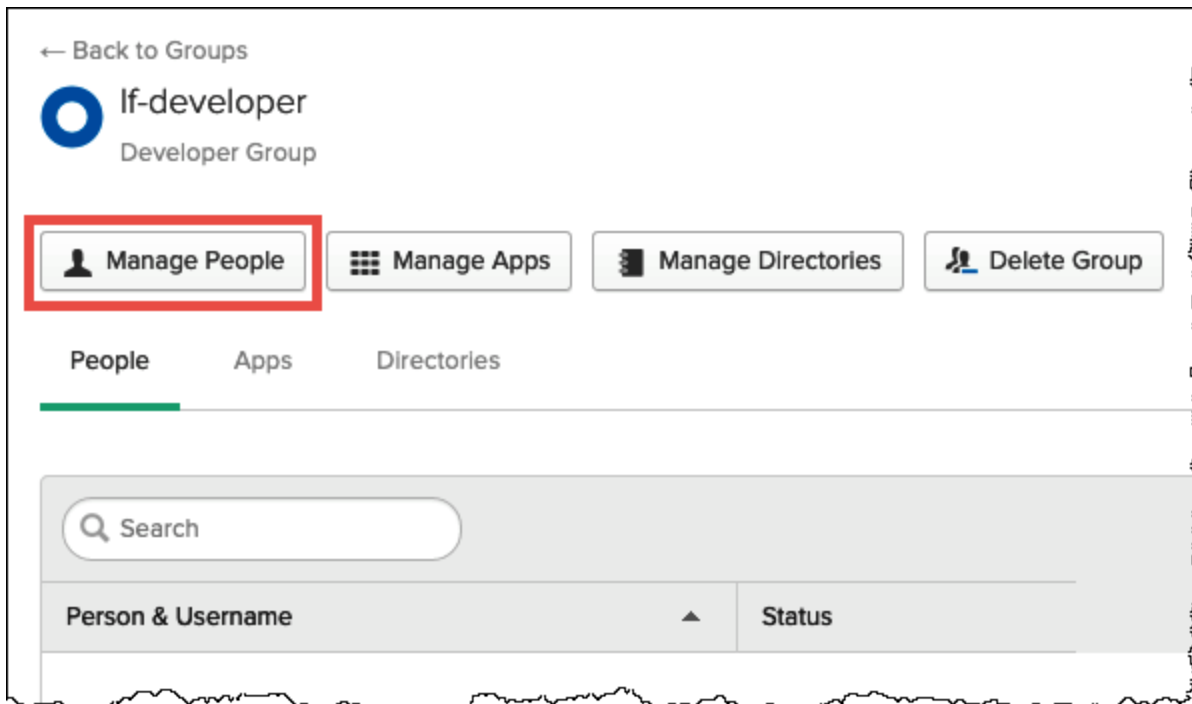 ← Back to Groups
lf-developer
Developer Group
Manage People Manage Apps Manage Directories Delete Group
People Apps Directories
Search
Person & Username Status